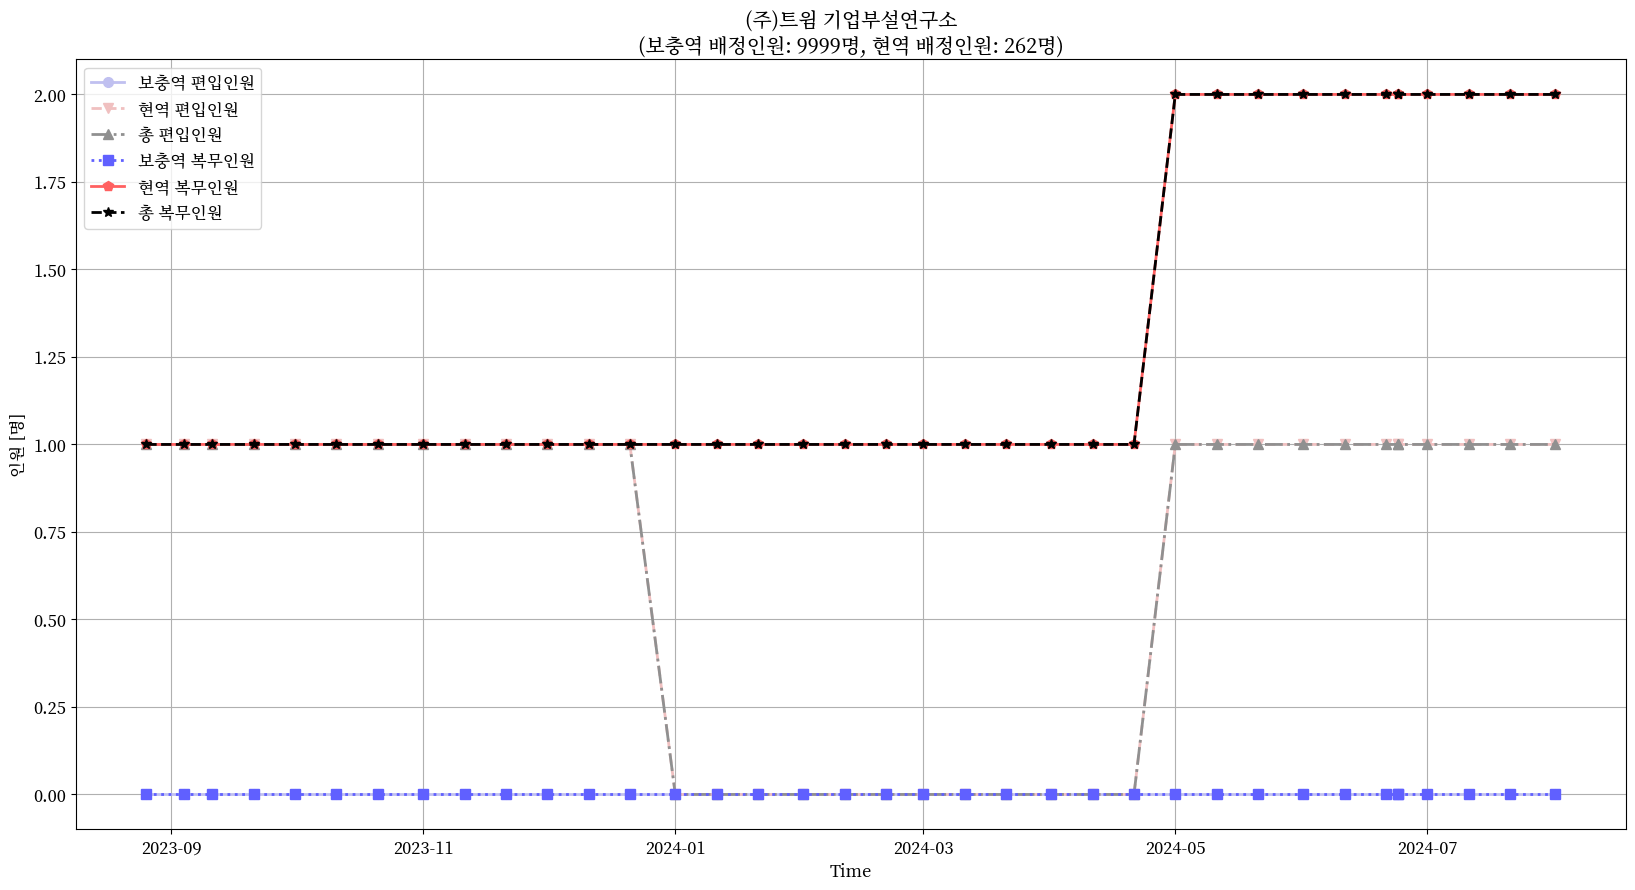 (주)트윔 기업부설연구소
(보충역 배정인원: 9999명, 현역 배정인원: 262명)
보충역 편입인원
현역 편입인원
총 편입인원
보충역 복무인원
현역 복무인원
총 복무인원
2.00
1.75
1.50
1.25
1.00
0.75
0.50
0.25
0.00
인원 [명]
2023-09 2023-11 2024-01 2024-03 2024-05 2024-07
Time